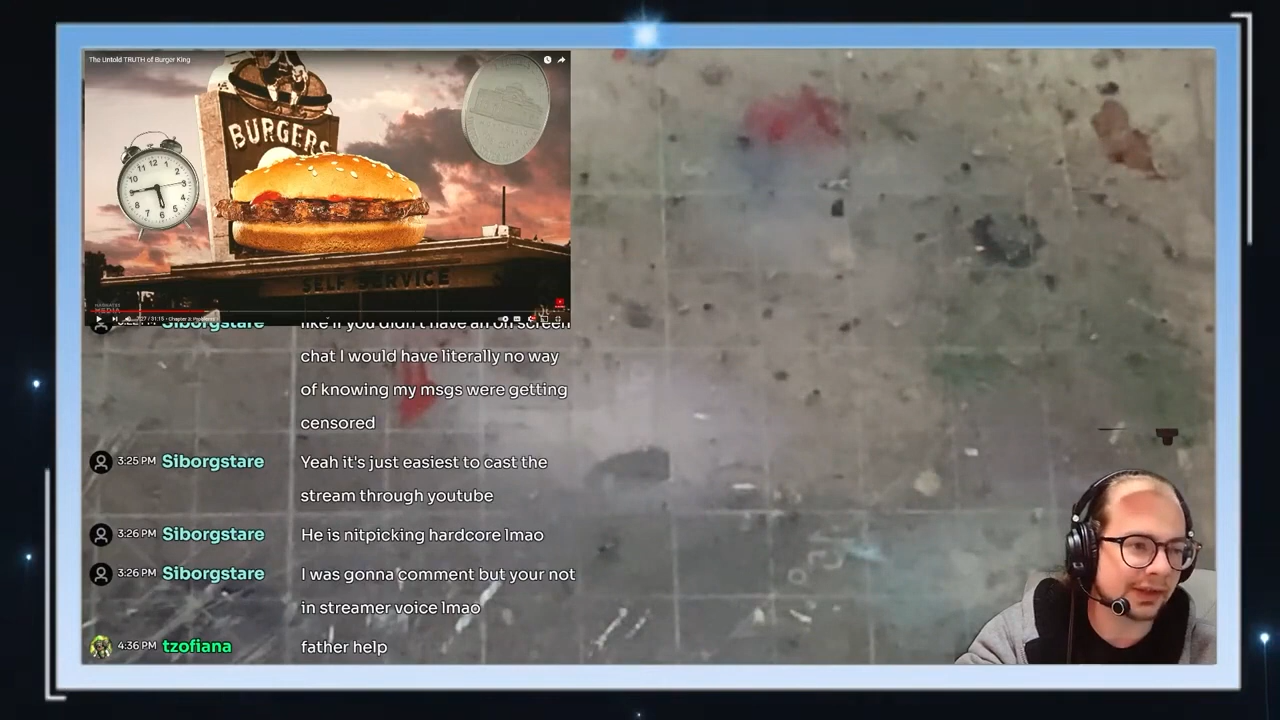 The Untold TRUTH of Burger King
BURGERS
SELF SERVICE
Siborgstare like if you didn't have an on screen
chat I would have literally no way
of knowing my msgs were getting
censored
3:25 PM Siborgstare Yeah it's just easiest to cast the
stream through youtube
3:26 PM Siborgstare He is nitpicking hardcore lmao
3:26 PM Siborgstare I was gonna comment but your not
in streamer voice lmao
4:36 PM tzofiana father help